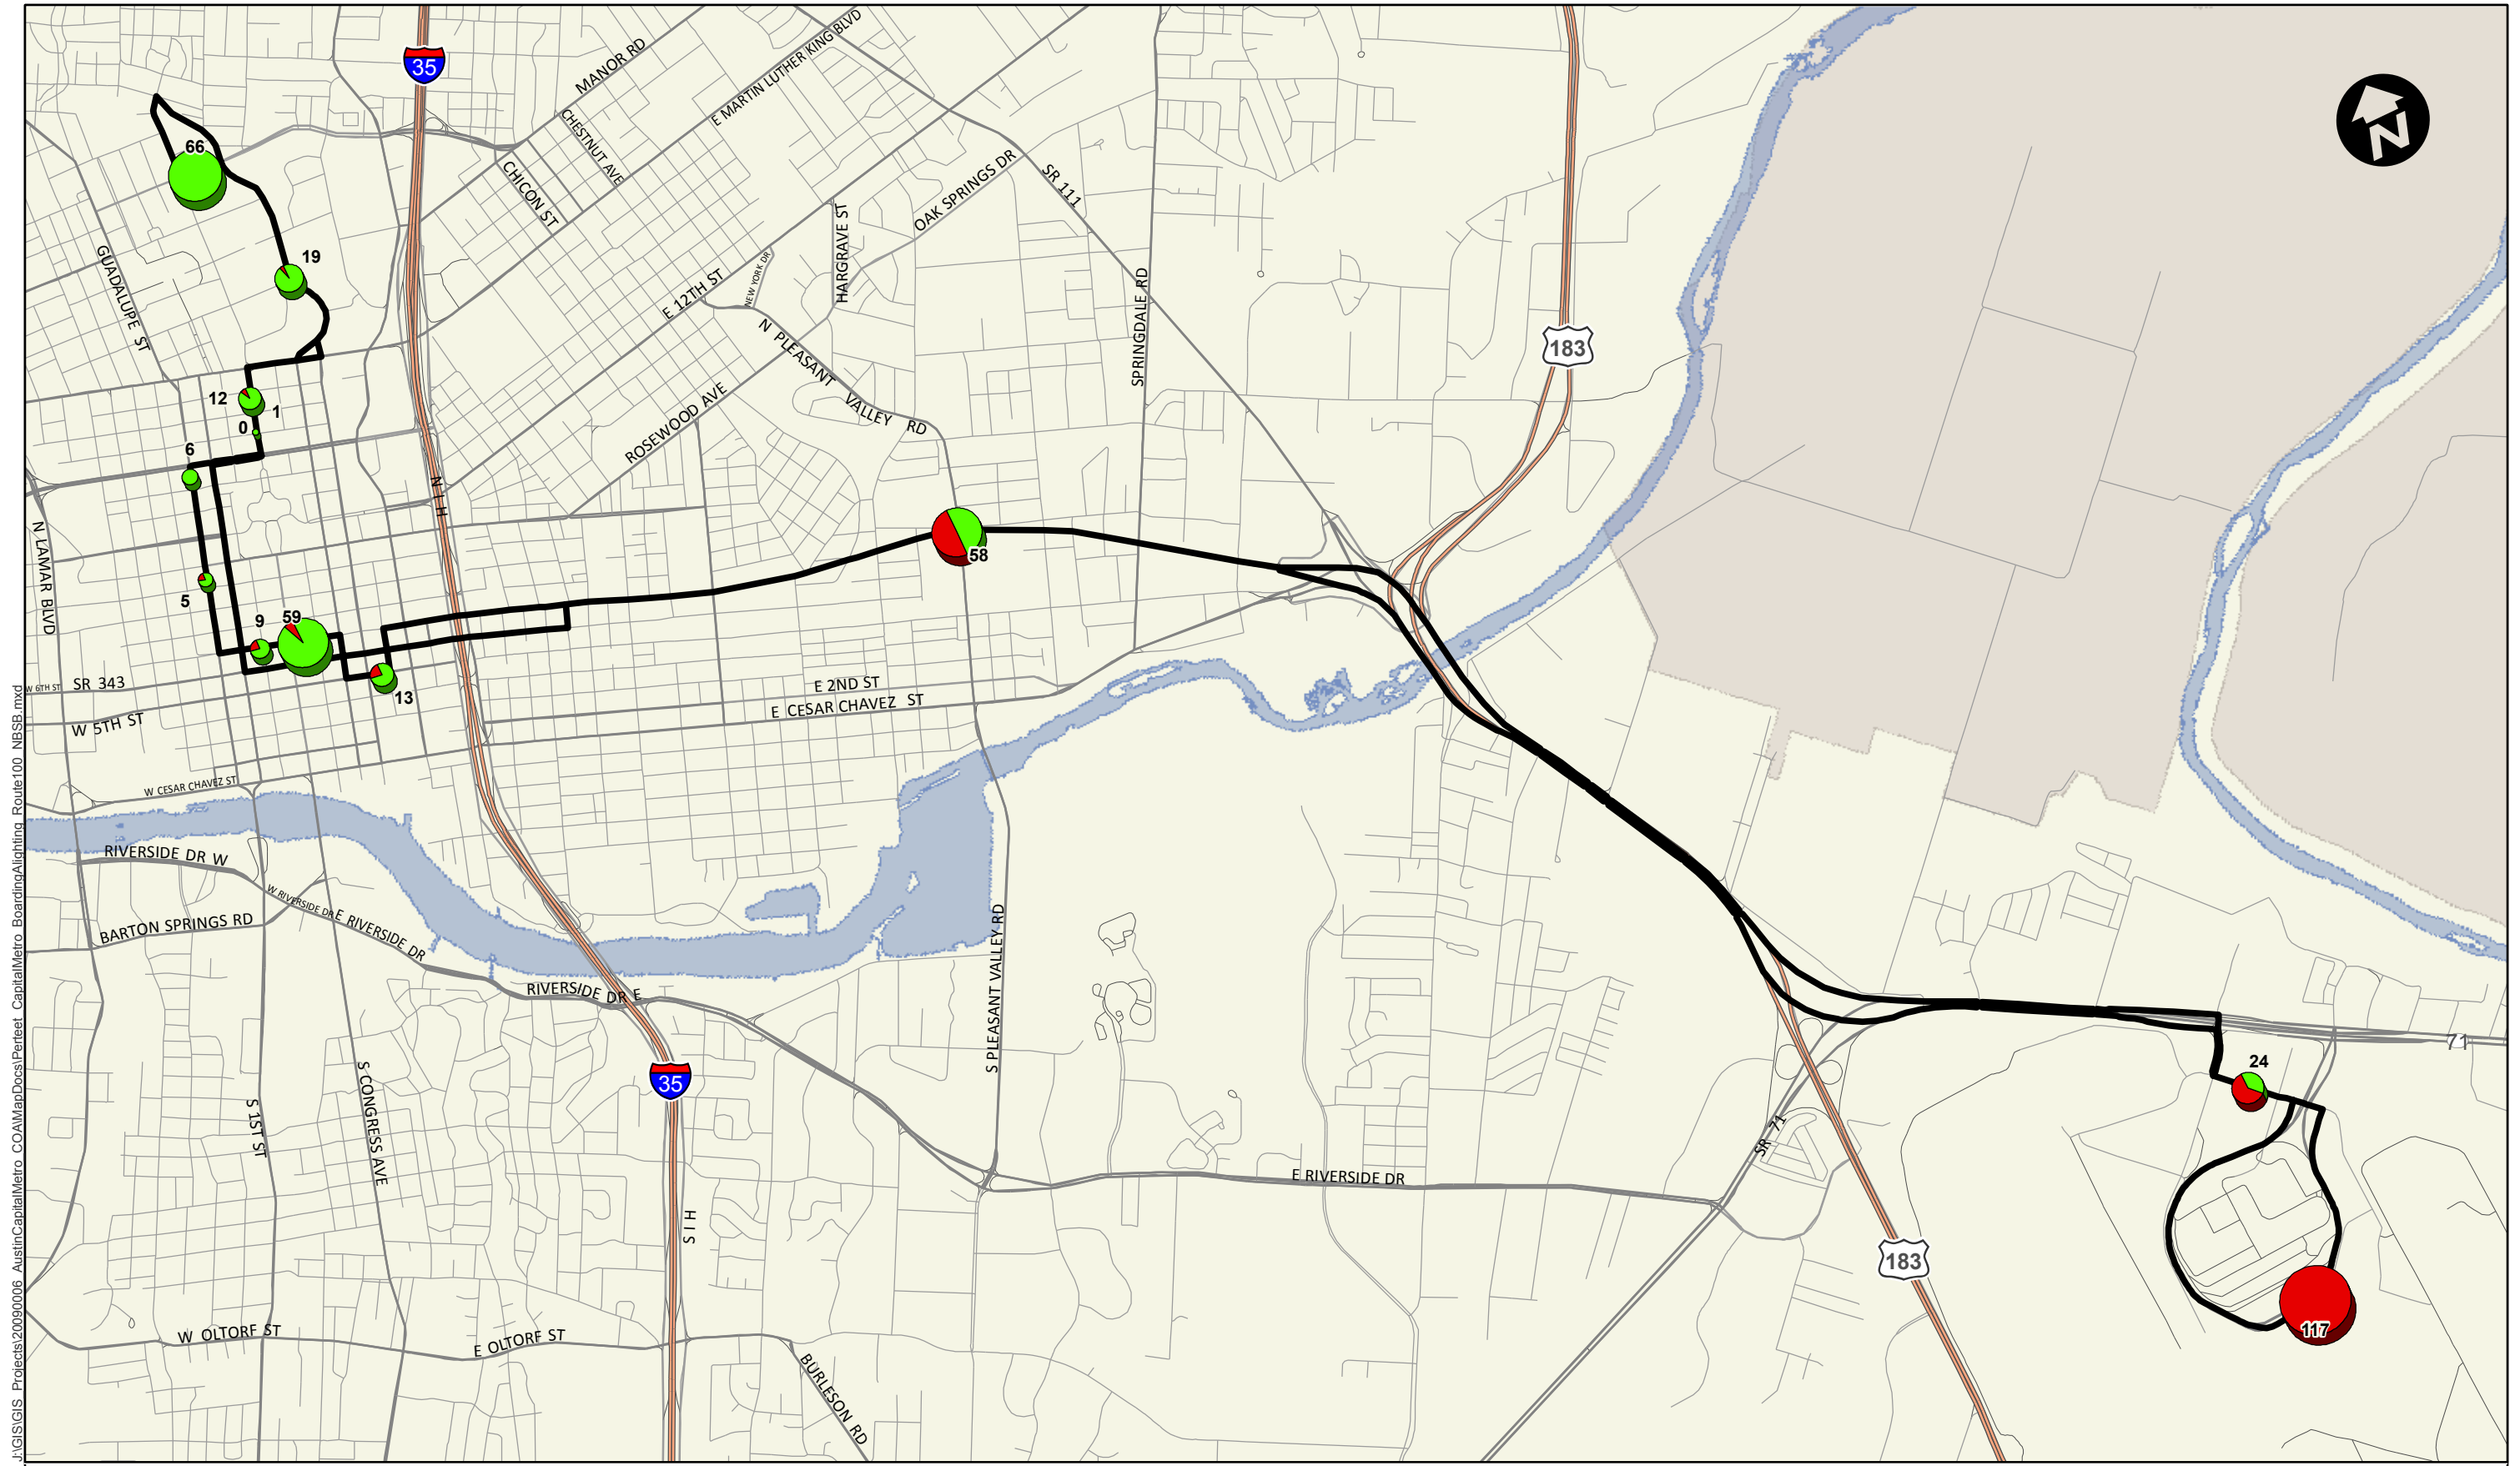 35
MANOR RD
E MARTIN LUTHER KING BLVD
CHESTNUT AVE
CHICON ST
OAK SPRINGS DR
SR 111
N
66
19
GUADALUPE ST
HARGRAVE ST
NEW YORK DR
E 12TH ST
SPRINGDALE RD
N PLEASANT VALLEY RD
183
12
1
0
6
ROSEWOOD AVE
N I H
N LAMAR BLVD
58
5
9
59
13
W 6TH ST
SR 343
W 5TH ST
E 2ND ST
E CESAR CHAVEZ ST
W CESAR CHAVEZ ST
RIVERSIDE DR W
W RIVERSIDE DR
E RIVERSIDE DR
BARTON SPRINGS RD
RIVERSIDE DR E
S PLEASANT VALLEY RD
71
24
35
S 1ST ST
S CONGRESS AVE
S I H
E RIVERSIDE DR
SR 71
183
117
W OLTORF ST
E OLTORF ST
BURLESON RD
J:\GIS\GIS_Projects\20090006_AustinCapitalMetro_COA\MapDocs\Perteet_CapitalMetro_BoardingAlighting_Route100_NBSB.mxd